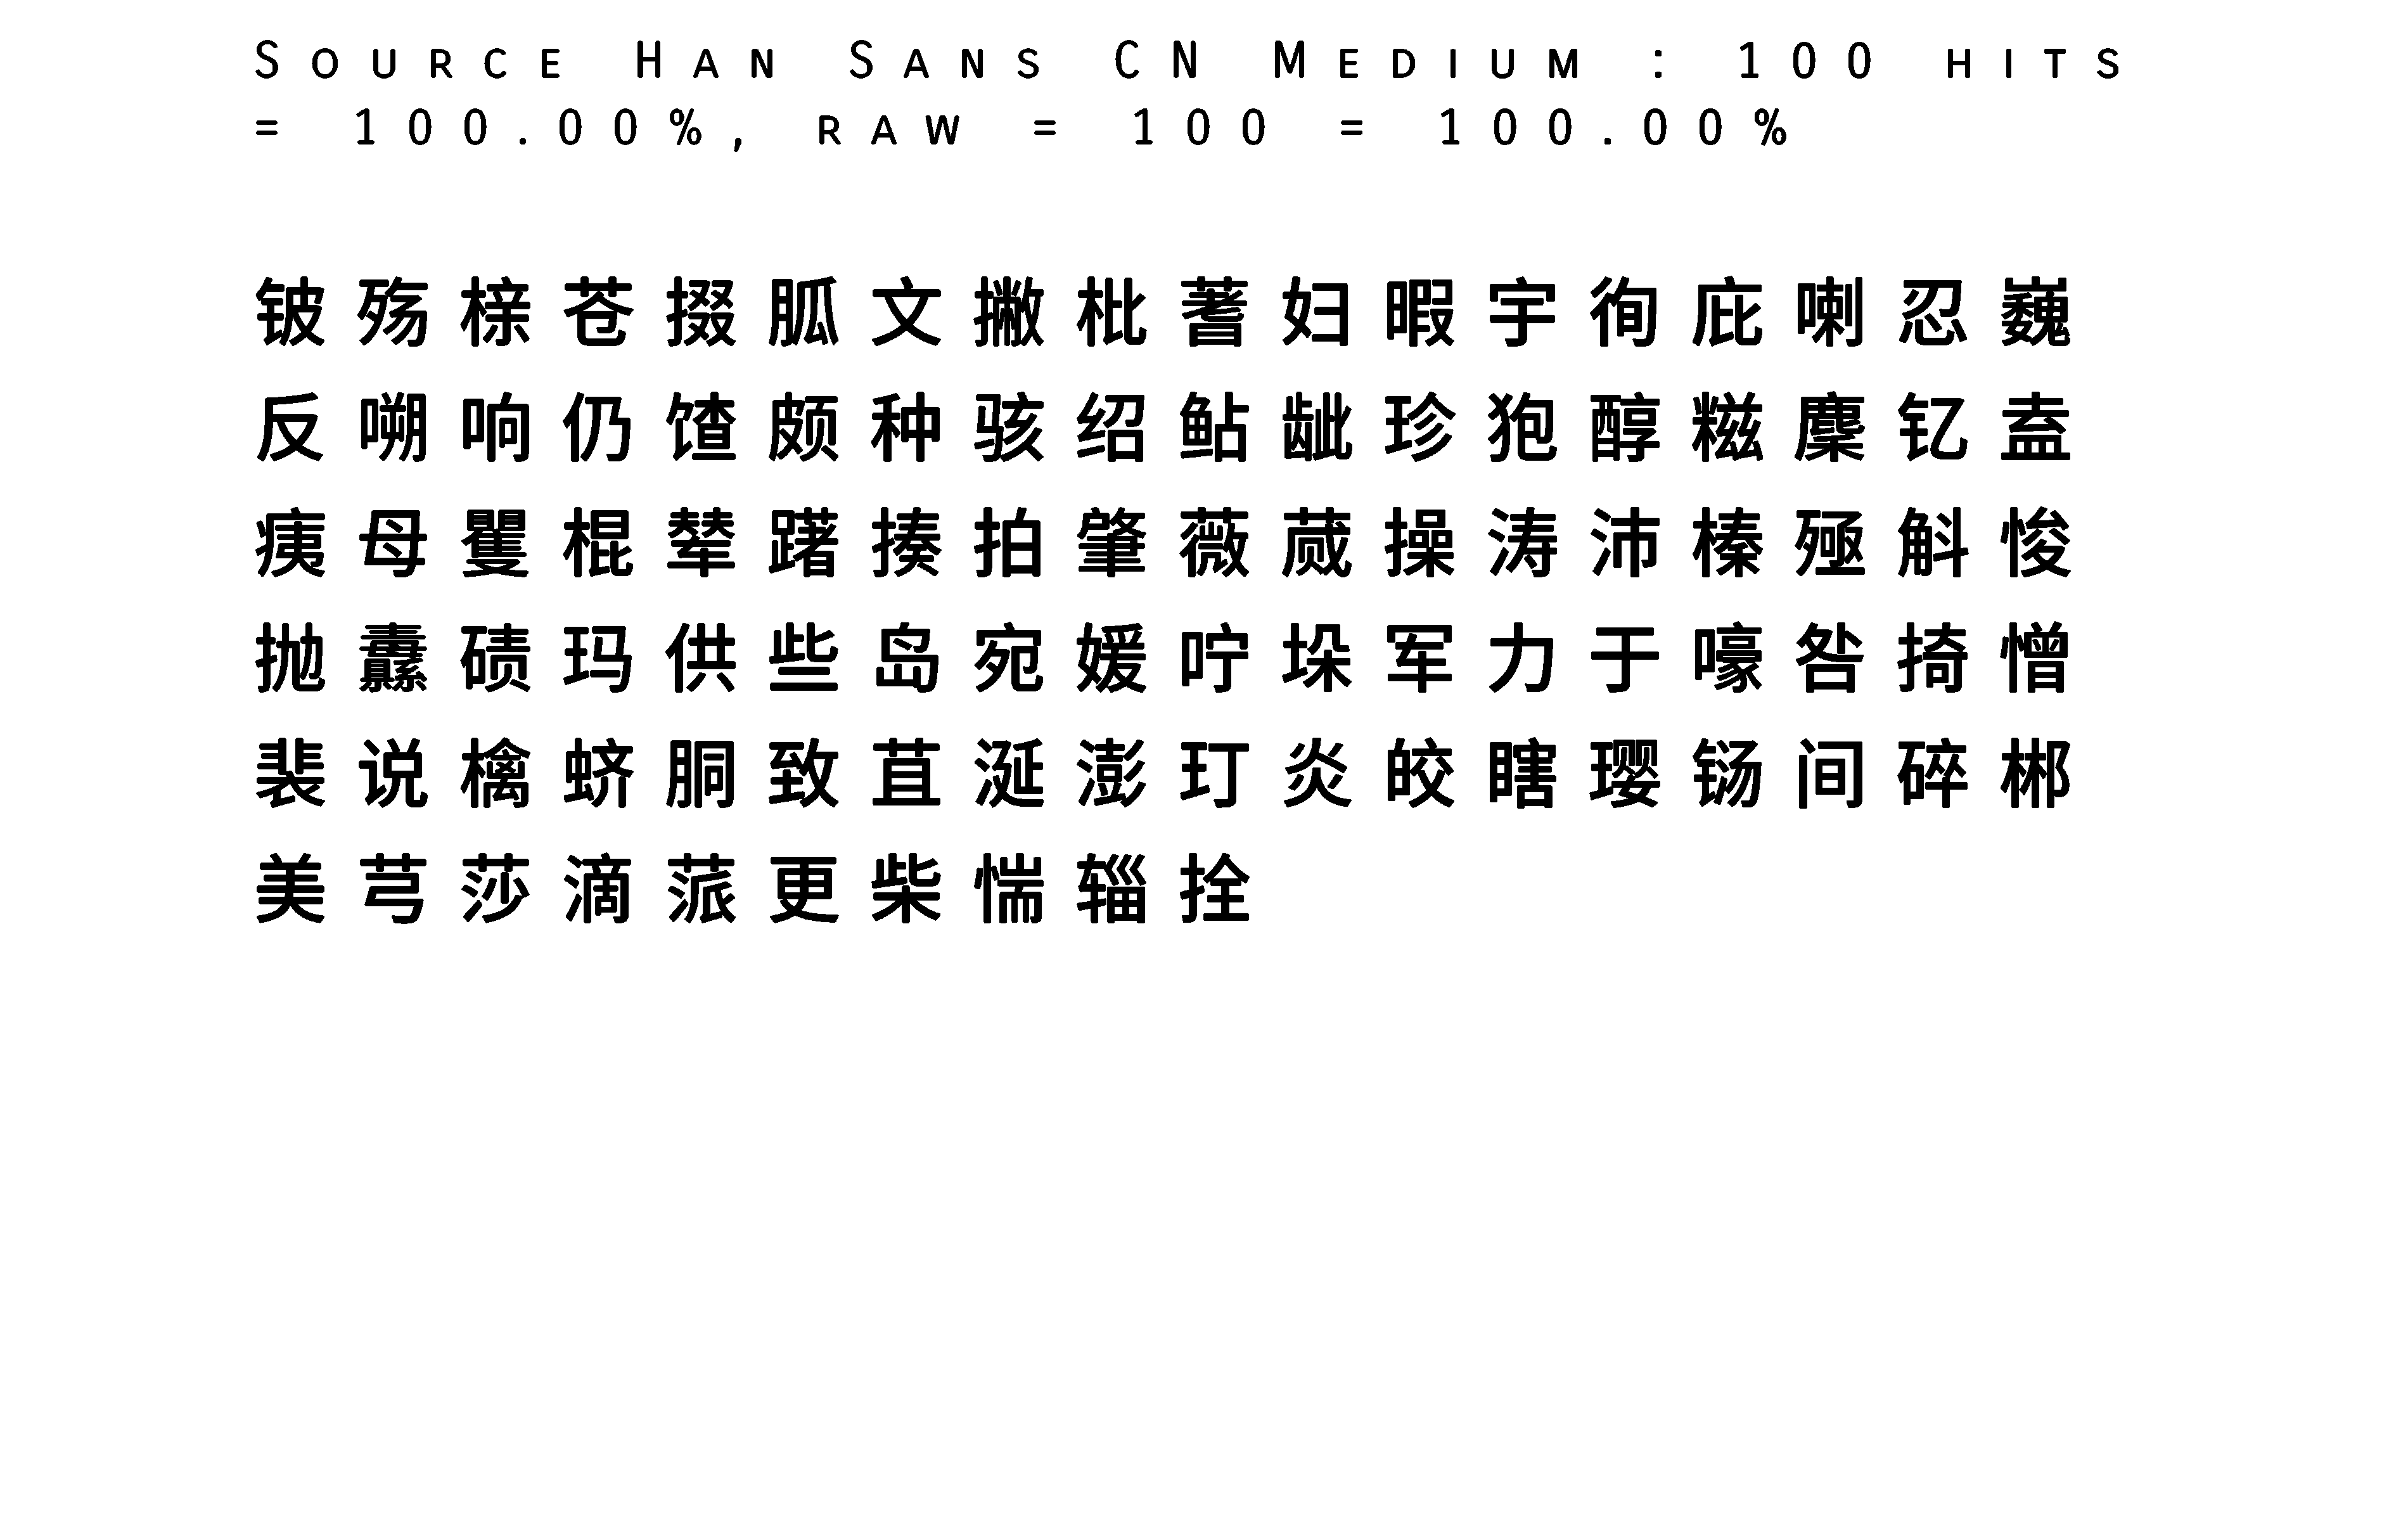 Source Han Sans CN Medium : 100 hits
= 100.00%, raw = 100 = 100.00%
铍殇榇苍掇胍文撇枇蓍妇暇宇徇庇喇忍巍
反嗍响仍馇颇种骇绍鲇龇珍狍醇糍麇钇盍
痍母矍棍辇躇揍拍肇薇葳操涛沛榛殛斛悛
抛纛碛玛供些岛宛媛咛垛军力于嚎咎掎憎
裴说檎蛴胴致苴涎澎玎炎皎瞎璎铴间碎郴
美芎莎滴蒎更柴惴辎拴